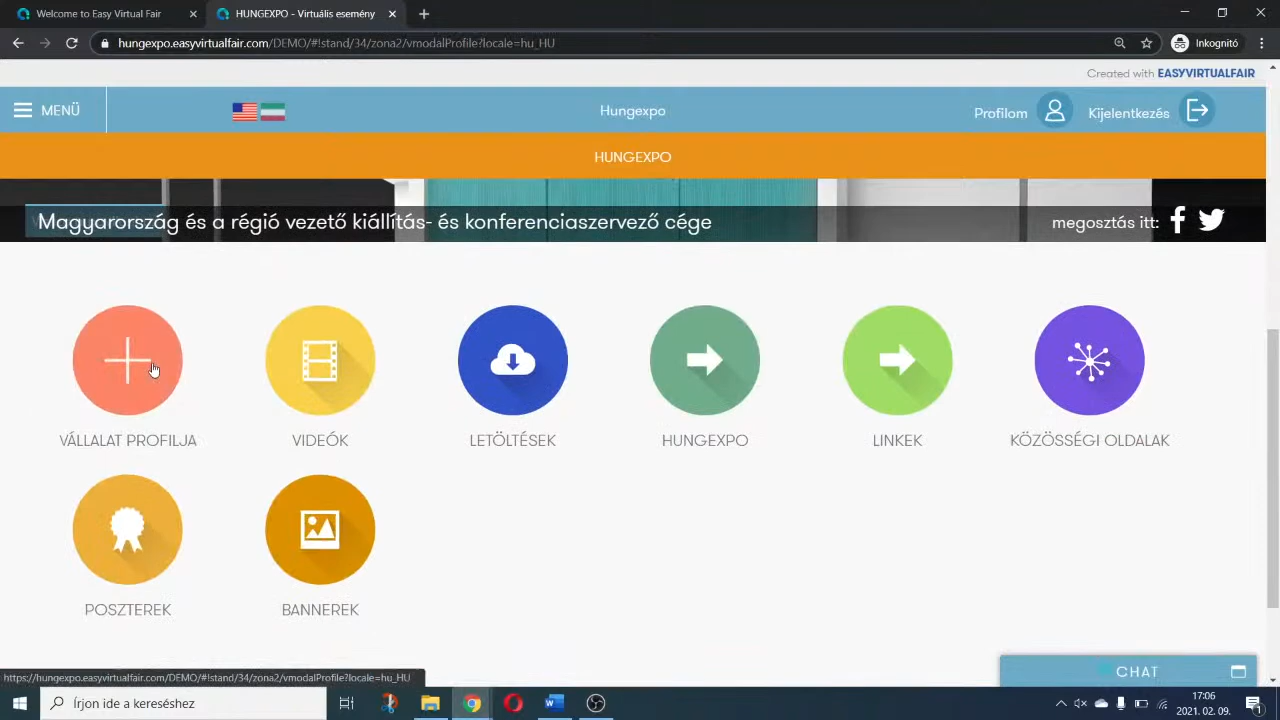 Welcome to Easy Virtual Fair
HUNGEXPO - Virtuális esemény
hungexpo.easyvirtualfair.com/DEMO/#!stand/34/zona2/vmodalProfile?locale=hu_HU
Inkognitó
Created with EASYVIRTUALFAIR
MENÜ
Hungexpo
Profilom
Kijelentkezés
HUNGEXPO
Magyarország és a régió vezető kiállítás- és konferenciaszervező cége
megosztás itt:
VÁLLALAT PROFILJA
VIDEÓK
LETÖLTÉSEK
HUNGEXPO
LINKEK
KÖZÖSSÉGI OLDALAK
POSZTEREK
BANNEREK
CHAT
https://hungexpo.easyvirtualfair.com/DEMO/#!stand/34/zona2/vmodalProfile?locale=hu_HU
Írjon ide a kereséshez
17:06
2021. 02. 09.
1